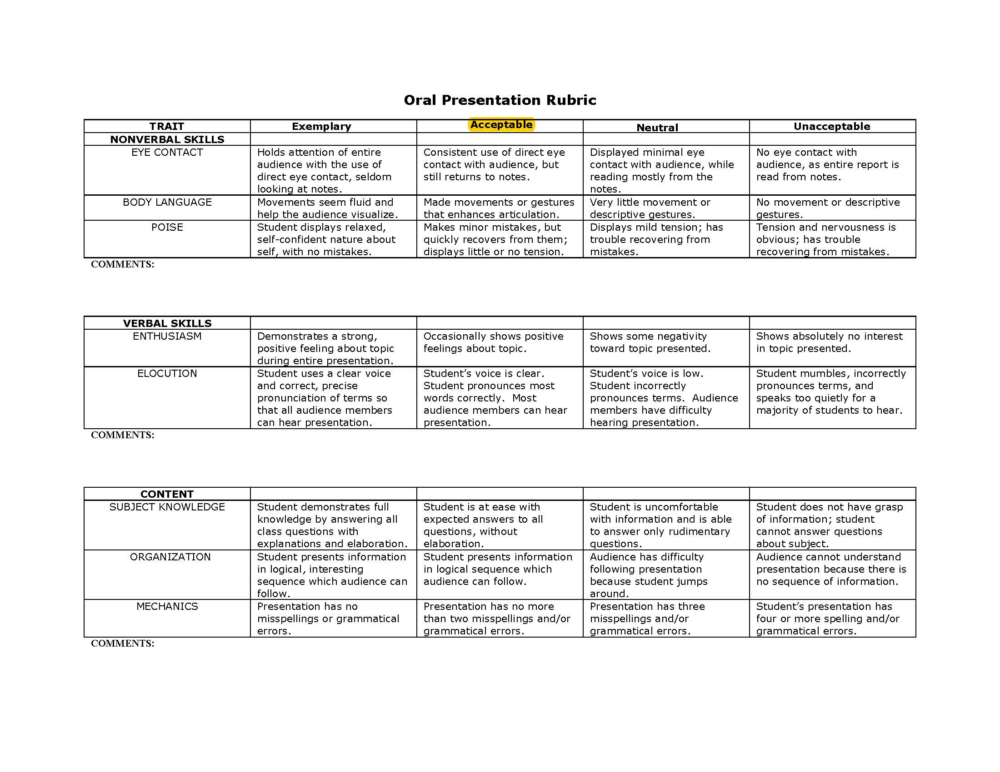 Oral Presentation Rubric
TRAIT Exemplary Acceptable Neutral Unacceptable
NONVERBAL SKILLS
EYE CONTACT
Holds attention of entire
audience with the use of
direct eye contact, seldom
looking at notes.
Consistent use of direct eye
contact with audience, but
still returns to notes.
Displayed minimal eye
contact with audience, while
reading mostly from the
notes.
No eye contact with
audience, as entire report is
read from notes.
BODY LANGUAGE
Movements seem fluid and
help the audience visualize.
Made movements or gestures
that enhances articulation.
Very little movement or
descriptive gestures.
No movement or descriptive
gestures.
POISE
Student displays relaxed,
self-confident nature about
self, with no mistakes.
Makes minor mistakes, but
quickly recovers from them;
displays little or no tension.
Displays mild tension; has
trouble recovering from
mistakes.
Tension and nervousness is
obvious; has trouble
recovering from mistakes.
COMMENTS:
VERBAL SKILLS
ENTHUSIASM
Demonstrates a strong,
positive feeling about topic
during entire presentation.
Occasionally shows positive
feelings about topic.
Shows some negativity
toward topic presented.
Shows absolutely no interest
in topic presented.
ELOCUTION
Student uses a clear voice
and correct, precise
pronunciation of terms so
that all audience members
can hear presentation.
Student’s voice is clear.
Student pronounces most
words correctly.  Most
audience members can hear
presentation.
Student’s voice is low.
Student incorrectly
pronounces terms.  Audience
members have difficulty
hearing presentation.
Student mumbles, incorrectly
pronounces terms, and
speaks too quietly for a
majority of students to hear.
COMMENTS:
CONTENT
SUBJECT KNOWLEDGE
Student demonstrates full
knowledge by answering all
class questions with
explanations and elaboration.
Student is at ease with
expected answers to all
questions, without
elaboration.
Student is uncomfortable
with information and is able
to answer only rudimentary
questions.
Student does not have grasp
of information; student
cannot answer questions
about subject.
ORGANIZATION
Student presents information
in logical, interesting
sequence which audience can
follow.
Student presents information
in logical sequence which
audience can follow.
Audience has difficulty
following presentation
because student jumps
around.
Audience cannot understand
presentation because there is
no sequence of information.
MECHANICS
Presentation has no
misspellings or grammatical
errors.
Presentation has no more
than two misspellings and/or
grammatical errors.
Presentation has three
misspellings and/or
grammatical errors.
Student’s presentation has
four or more spelling and/or
grammatical errors.
COMMENTS: